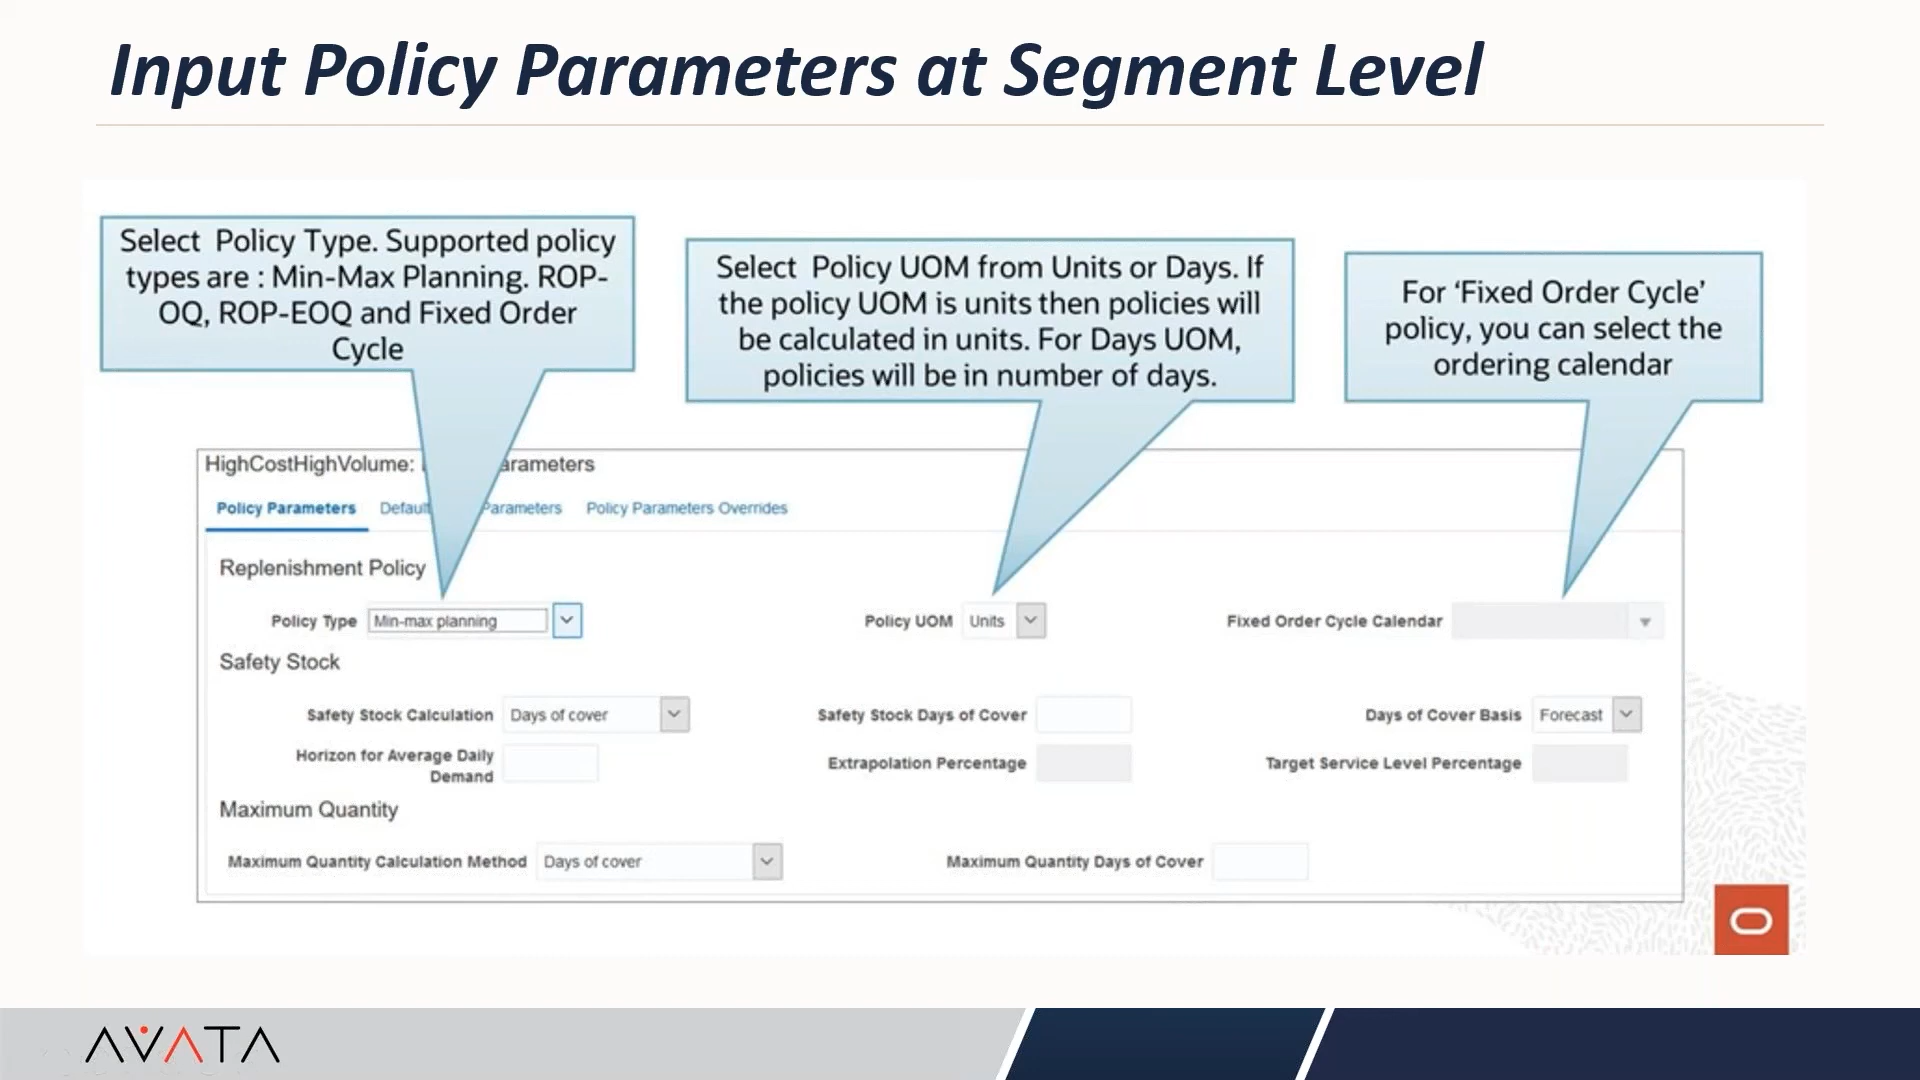 Input Policy Parameters at Segment Level
Select Policy Type. Supported policy
types are : Min-Max Planning. ROP-
OQ, ROP-EOQ and Fixed Order
Cycle
Select Policy UOM from Units or Days. If
the policy UOM is units then policies will
be calculated in units. For Days UOM,
policies will be in number of days.
For ‘Fixed Order Cycle’
policy, you can select the
ordering calendar
HighCostHighVolume:
Policy Parameters Policy Parameters Overrides
Replenishment Policy
Policy Type Min-max planning Policy UOM Units Fixed Order Cycle Calendar
Safety Stock
Safety Stock Calculation Days of cover Safety Stock Days of Cover Days of Cover Basis Forecast
Horizon for Average Daily
Demand Extrapolation Percentage Target Service Level Percentage
Maximum Quantity
Maximum Quantity Calculation Method Days of cover Maximum Quantity Days of Cover
AVATA